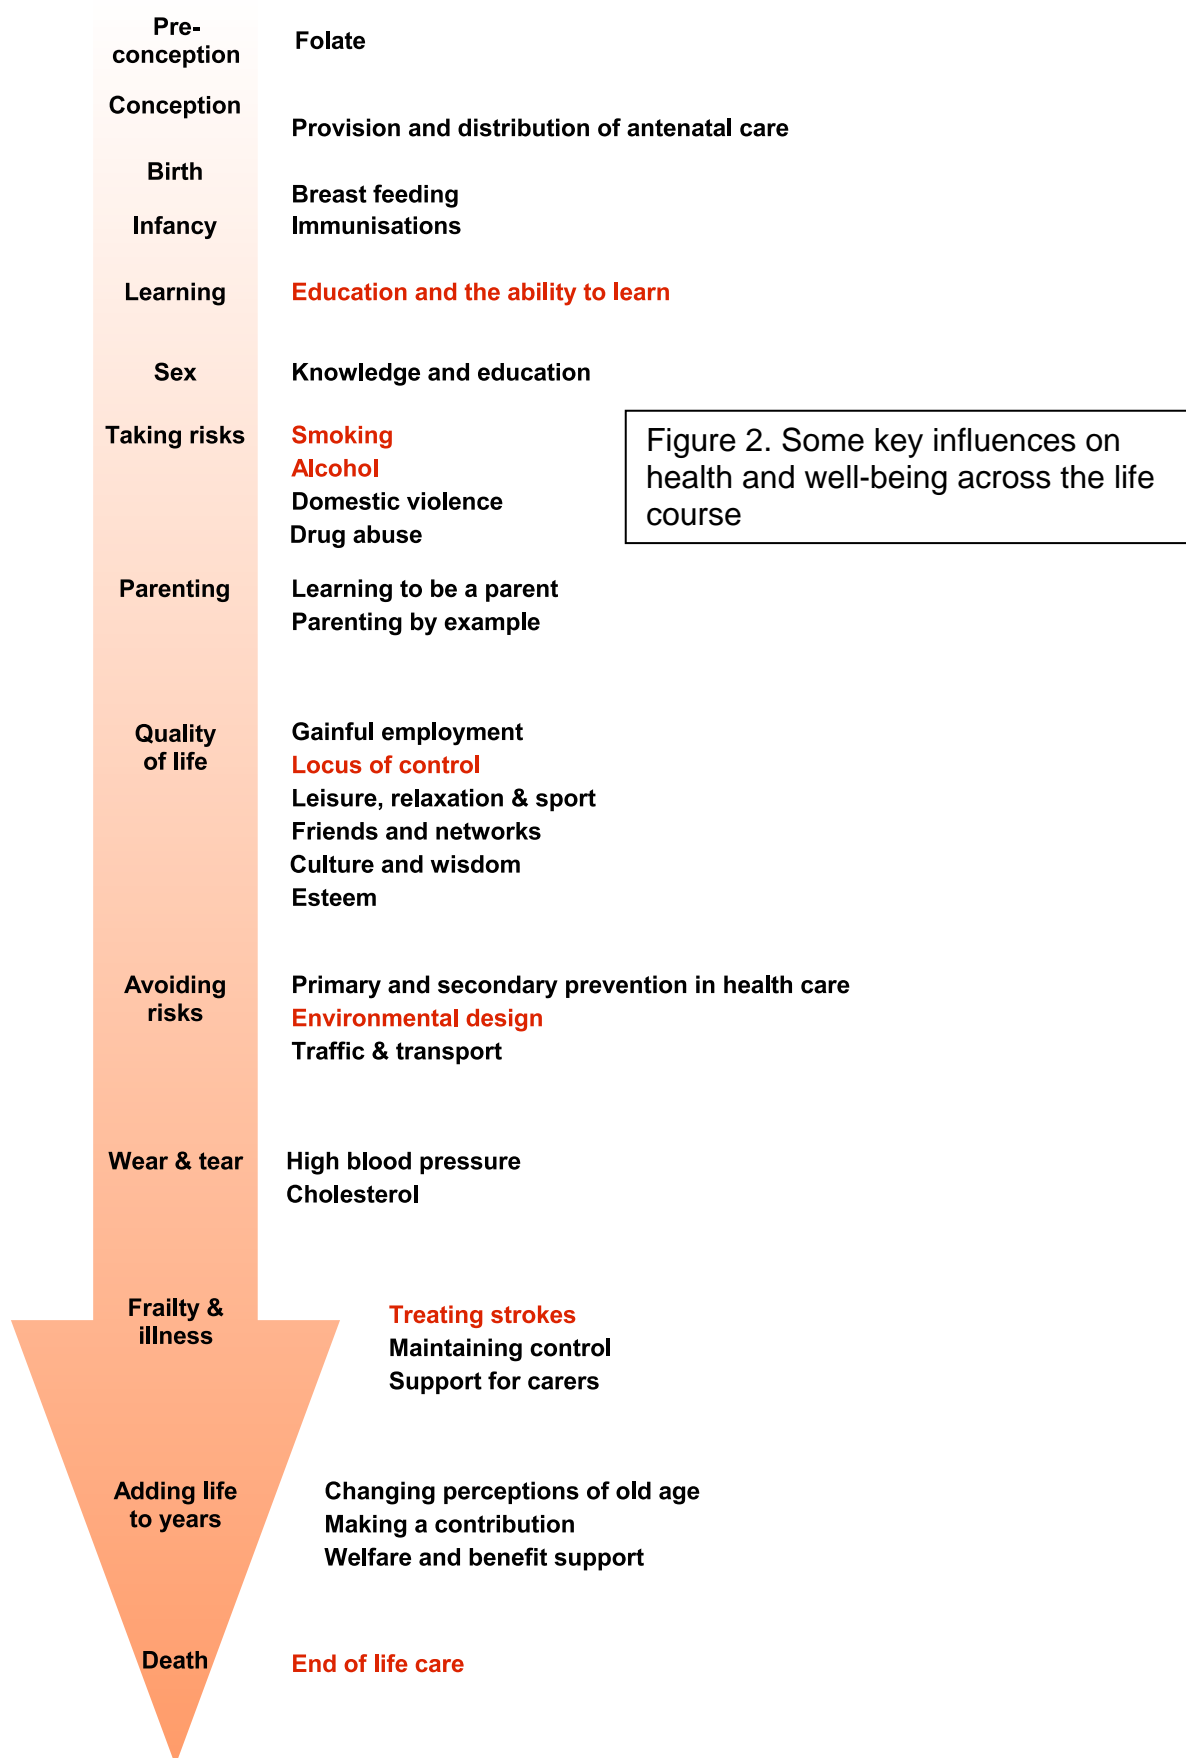 Pre-
conception
Folate
Conception
Provision and distribution of antenatal care
Birth
Breast feeding
Infancy
Immunisations
Learning
Education and the ability to learn
Sex
Knowledge and education
Taking risks
Smoking
Alcohol
Domestic violence
Drug abuse
Figure 2. Some key influences on
health and well-being across the life
course
Parenting
Learning to be a parent
Parenting by example
Quality
of life
Gainful employment
Locus of control
Leisure, relaxation & sport
Friends and networks
Culture and wisdom
Esteem
Avoiding
risks
Primary and secondary prevention in health care
Environmental design
Traffic & transport
Wear & tear
High blood pressure
Cholesterol
Frailty &
illness
Treating strokes
Maintaining control
Support for carers
Adding life
to years
Changing perceptions of old age
Making a contribution
Welfare and benefit support
Death
End of life care